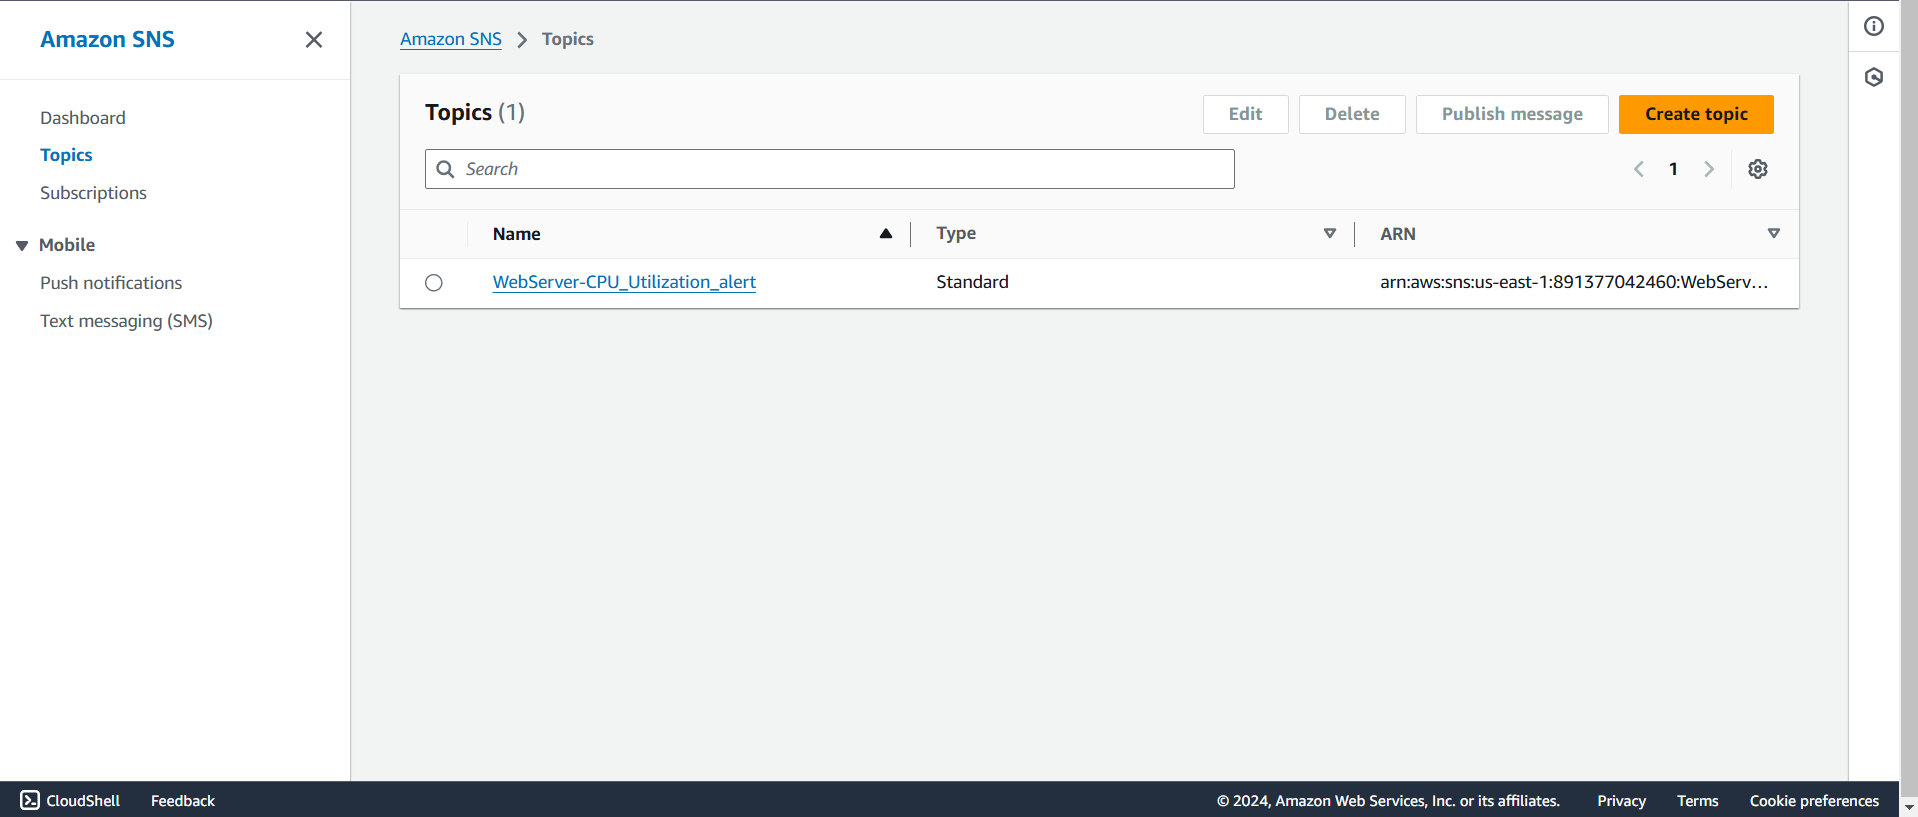 Amazon SNS
Dashboard
Topics
Subscriptions
Mobile
Push notifications
Text messaging (SMS)
Amazon SNS > Topics
Topics (1)
Edit
Delete
Publish message
Create topic
Search
1
Name
Type
ARN
WebServer-CPU_Utilization_alert
Standard
arn:aws:sns:us-east-1:891377042460:WebServ...
CloudShell
Feedback
© 2024, Amazon Web Services, Inc. or its affiliates.
Privacy
Terms
Cookie preferences